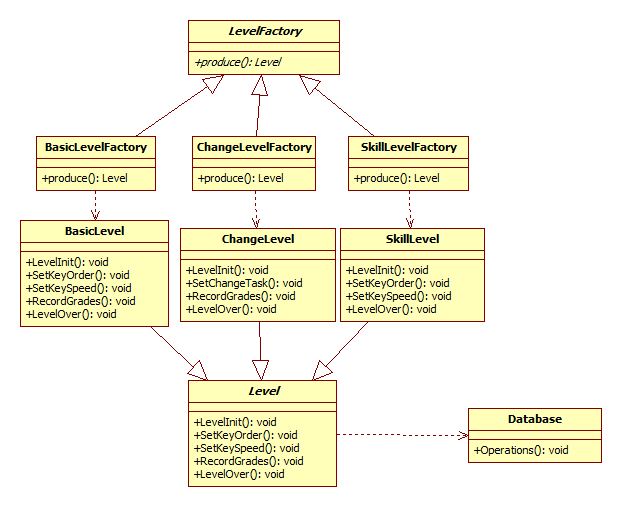 LevelFactory
+produce(): Level
BasicLevelFactory
+produce(): Level
ChangeLevelFactory
+produce(): Level
SkillLevelFactory
+produce(): Level
BasicLevel
+LevelInit(): void
+SetKeyOrder(): void
+SetKeySpeed(): void
+RecordGrades(): void
+LevelOver(): void
ChangeLevel
+LevelInit(): void
+SetChangeTask(): void
+RecordGrades(): void
+LevelOver(): void
SkillLevel
+LevelInit(): void
+SetKeyOrder(): void
+SetKeySpeed(): void
+LevelOver(): void
Level
+LevelInit(): void
+SetKeyOrder(): void
+SetKeySpeed(): void
+RecordGrades(): void
+LevelOver(): void
Database
+Operations(): void